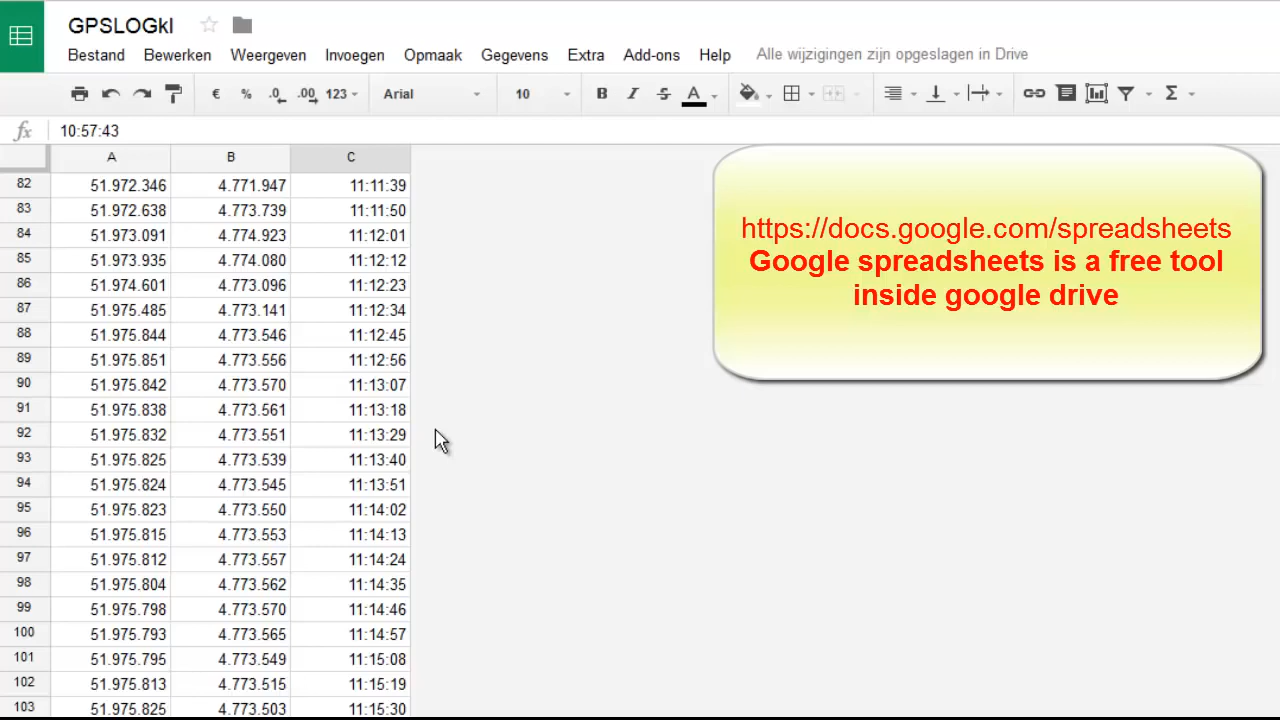 GPSLOGkl
Bestand Bewerken Weergeven Invoegen Opmaak Gegevens Extra Add-ons Help Alle wijzigingen zijn opgeslagen in Drive
€ % .0 .00 123 Arial 10 B I S A Σ
fx 10:57:43
A B C
82 51.972.346 4.771.947 11:11:39
83 51.972.638 4.773.739 11:11:50
84 51.973.091 4.774.923 11:12:01
85 51.973.935 4.774.080 11:12:12
86 51.974.601 4.773.096 11:12:23
87 51.975.485 4.773.141 11:12:34
88 51.975.844 4.773.546 11:12:45
89 51.975.851 4.773.556 11:12:56
90 51.975.842 4.773.570 11:13:07
91 51.975.838 4.773.561 11:13:18
92 51.975.832 4.773.551 11:13:29
93 51.975.825 4.773.539 11:13:40
94 51.975.824 4.773.545 11:13:51
95 51.975.823 4.773.550 11:14:02
96 51.975.815 4.773.553 11:14:13
97 51.975.812 4.773.557 11:14:24
98 51.975.804 4.773.562 11:14:35
99 51.975.798 4.773.570 11:14:46
100 51.975.793 4.773.565 11:14:57
101 51.975.795 4.773.549 11:15:08
102 51.975.813 4.773.515 11:15:19
103 51.975.825 4.773.503 11:15:30
https://docs.google.com/spreadsheets
Google spreadsheets is a free tool
inside google drive